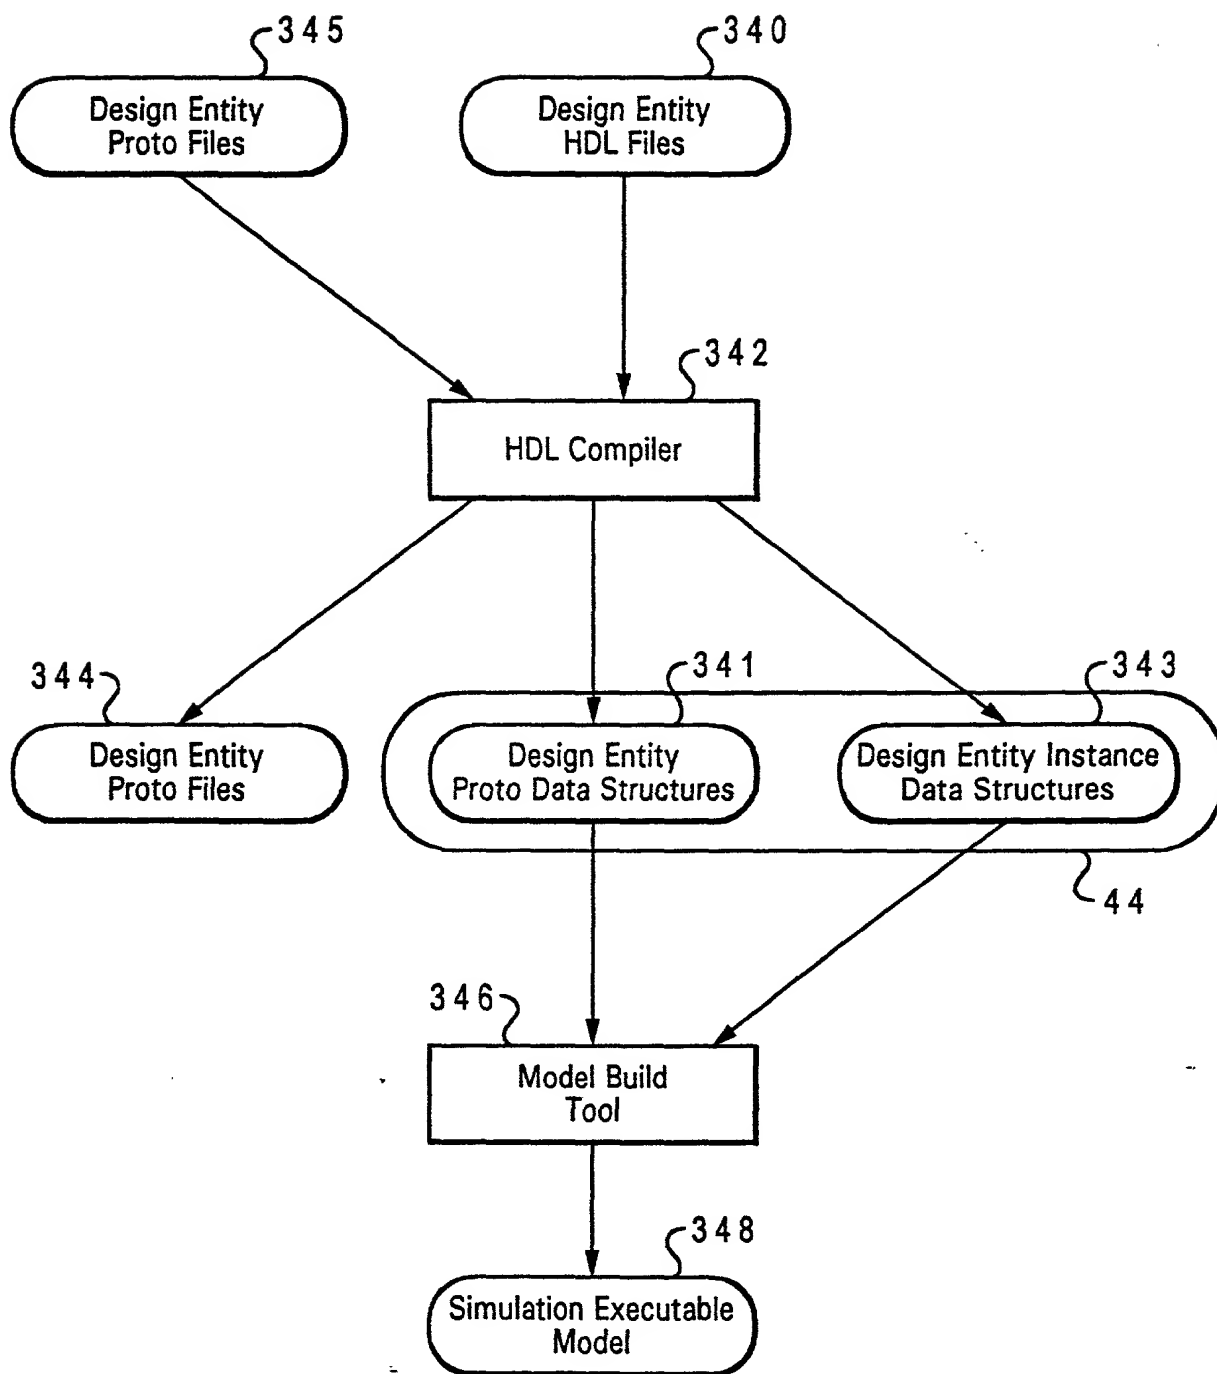 345
340
Design Entity
Proto Files
Design Entity
HDL Files
342
HDL Compiler
344
341
343
Design Entity
Proto Files
Design Entity
Proto Data Structures
Design Entity Instance
Data Structures
44
346
Model Build
Tool
348
Simulation Executable
Model